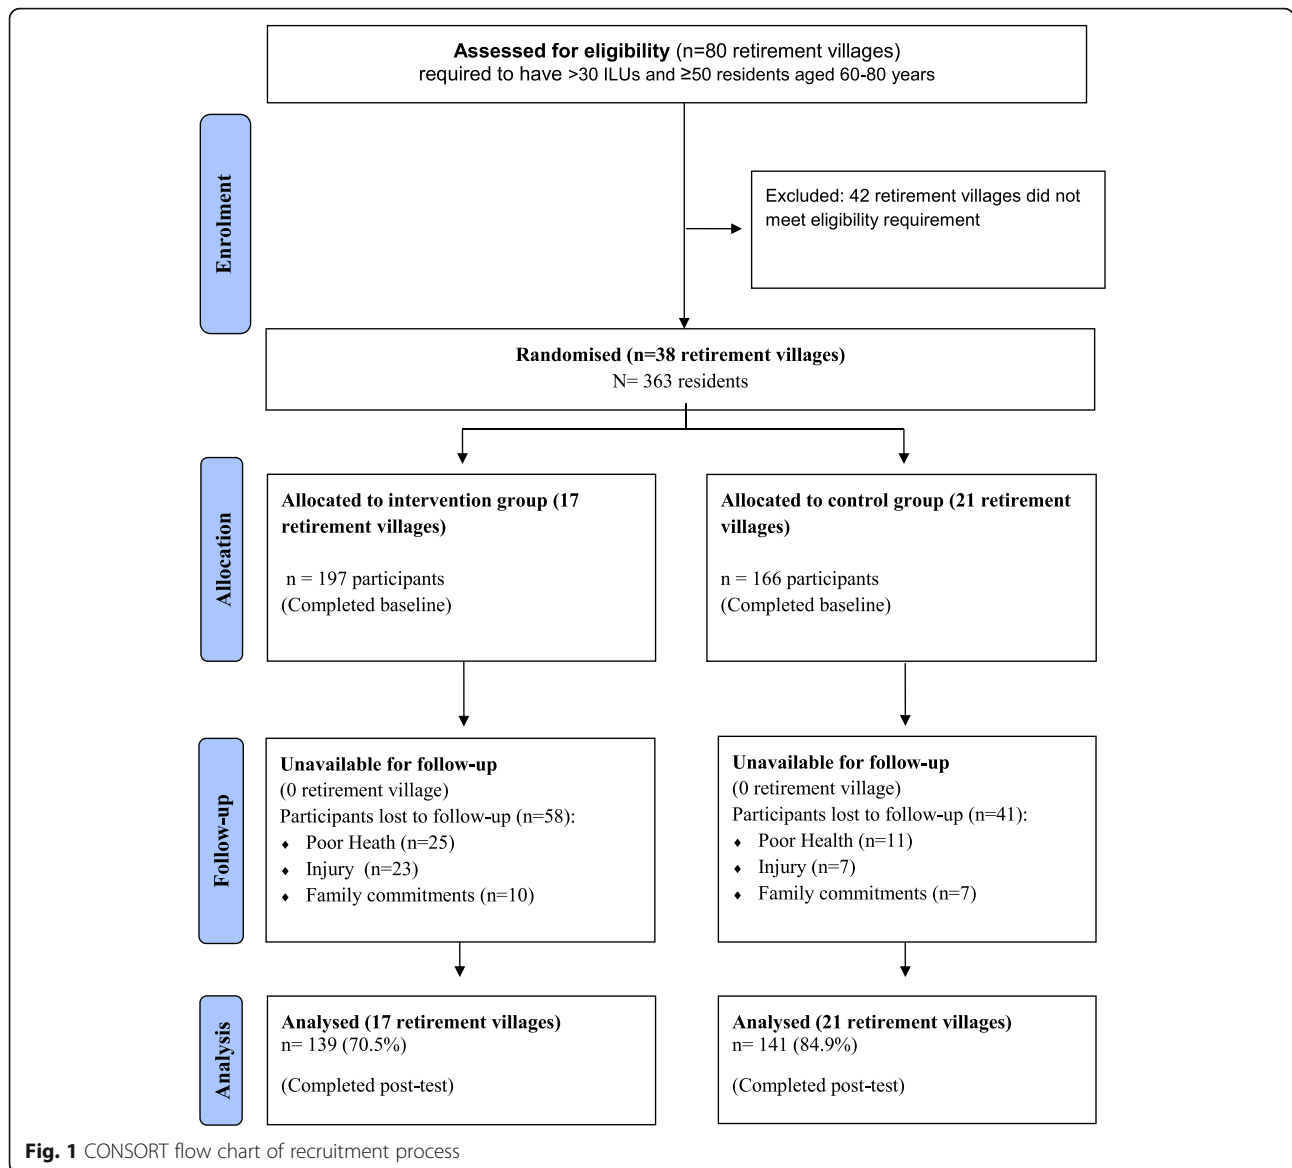 Assessed for eligibility (n=80 retirement villages)
required to have >30 ILUs and ≥50 residents aged 60-80 years
Enrolment
Excluded: 42 retirement villages did not
meet eligibility requirement
Randomised (n=38 retirement villages)
N= 363 residents
Allocation
Allocated to intervention group (17
retirement villages)
n = 197 participants
(Completed baseline)
Allocated to control group (21 retirement
villages)
n = 166 participants
(Completed baseline)
Follow-up
Unavailable for follow-up
(0 retirement village)
Participants lost to follow-up (n=58):
♦ Poor Heath (n=25)
♦ Injury (n=23)
♦ Family commitments (n=10)
Unavailable for follow-up
(0 retirement village)
Participants lost to follow-up (n=41):
♦ Poor Health (n=11)
♦ Injury (n=7)
♦ Family commitments (n=7)
Analysis
Analysed (17 retirement villages)
n= 139 (70.5%)
(Completed post-test)
Analysed (21 retirement villages)
n= 141 (84.9%)
(Completed post-test)
Fig. 1 CONSORT flow chart of recruitment process